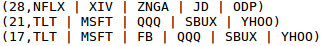 (28,NFLX | XIV | ZNGA | JD | ODP)
(21,TLT | MSFT | QQQ | SBUX | YHOO)
(17,TLT | MSFT | FB | QQQ | SBUX | YHOO)